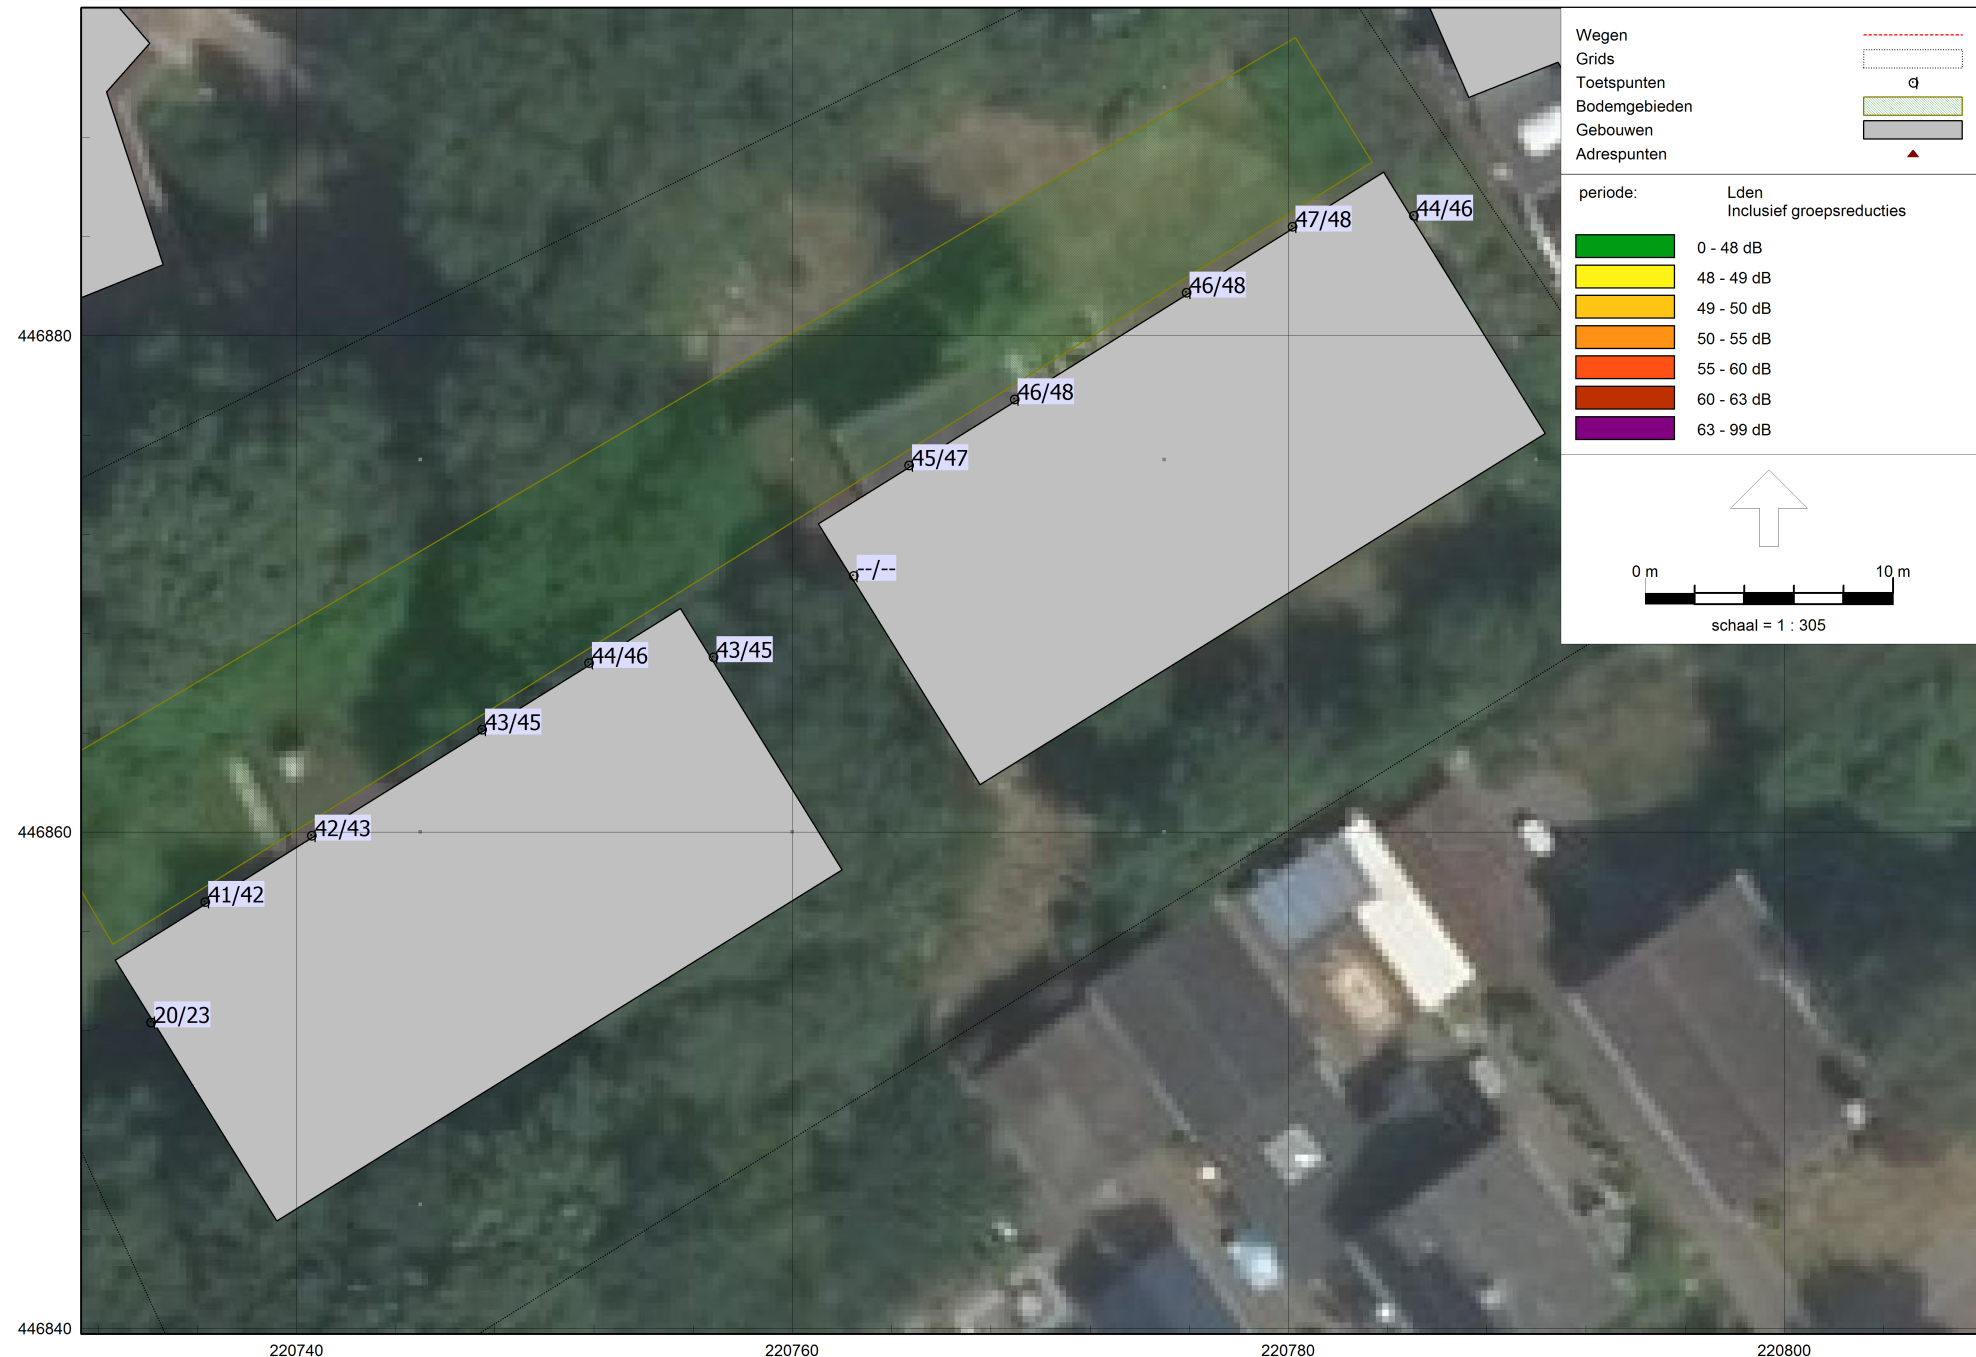 Wegen
Grids
Toetspunten
Bodemgebieden
Gebouwen
Adrespunten
periode: Lden
Inclusief groepsreducties
0 - 48 dB
48 - 49 dB
49 - 50 dB
50 - 55 dB
55 - 60 dB
60 - 63 dB
63 - 99 dB
0 m 10 m
schaal = 1 : 305
44/46
47/48
46/48
446880
46/48
45/47
--/--
43/45
44/46
43/45
446860
42/43
41/42
20/23
446840
220740 220760 220780 220800